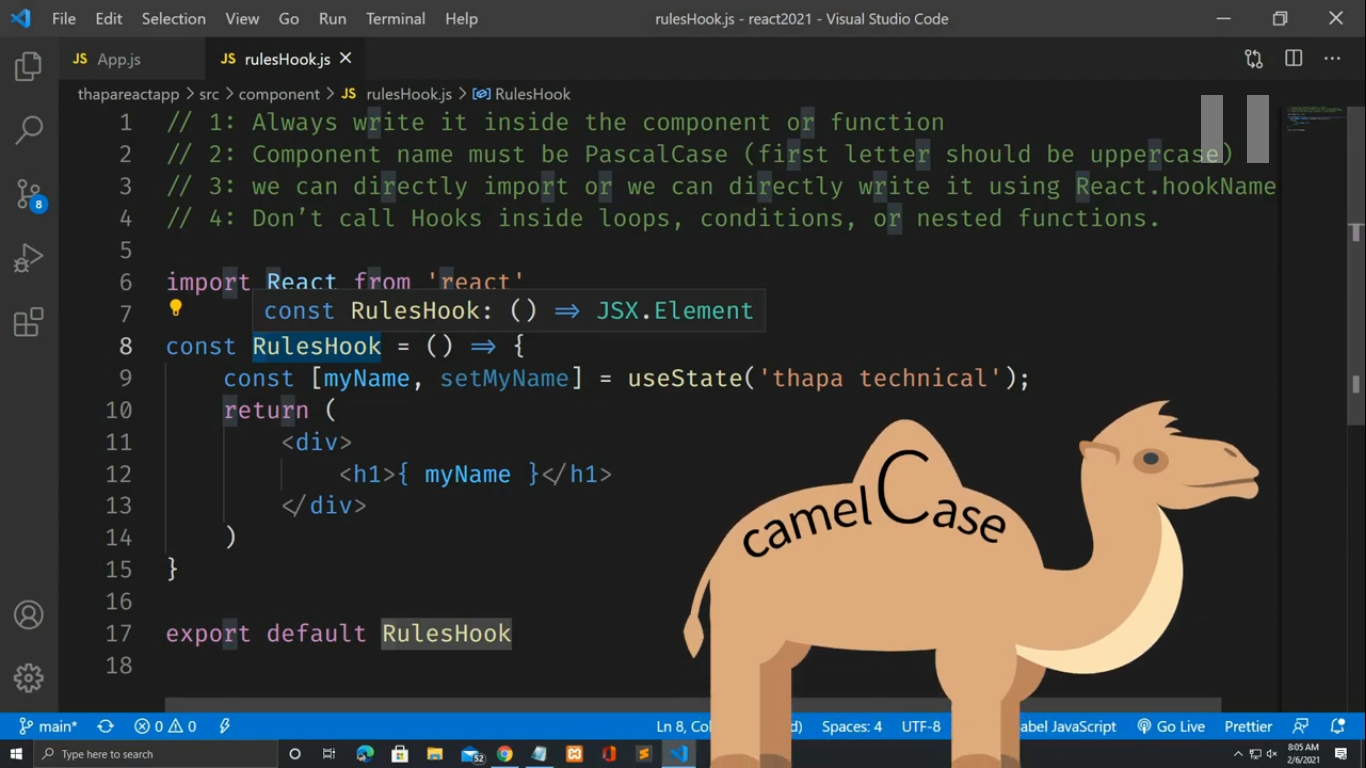 File Edit Selection View Go Run Terminal Help rulesHook.js - react2021 - Visual Studio Code
JS App.js JS rulesHook.js
thapareactapp > src > component > JS rulesHook.js > RulesHook
1 // 1: Always write it inside the component or function
2 // 2: Component name must be PascalCase (first letter should be uppercase)
3 // 3: we can directly import or we can directly write it using React.hookName
4 // 4: Don’t call Hooks inside loops, conditions, or nested functions.
5
6 import React from 'react'
7 const RulesHook: () => JSX.Element
8 const RulesHook = () => {
9 const [myName, setMyName] = useState('thapa technical');
10 return (
11 <div>
12 <h1>{ myName }</h1>
13 </div>
14 )
15 }
16
17 export default RulesHook
18
camelCase
main* 0 0 Ln 8, Co d) Spaces: 4 UTF-8 abel JavaScript Go Live Prettier
8
Type here to search 52 8:05 AM
2/6/2021